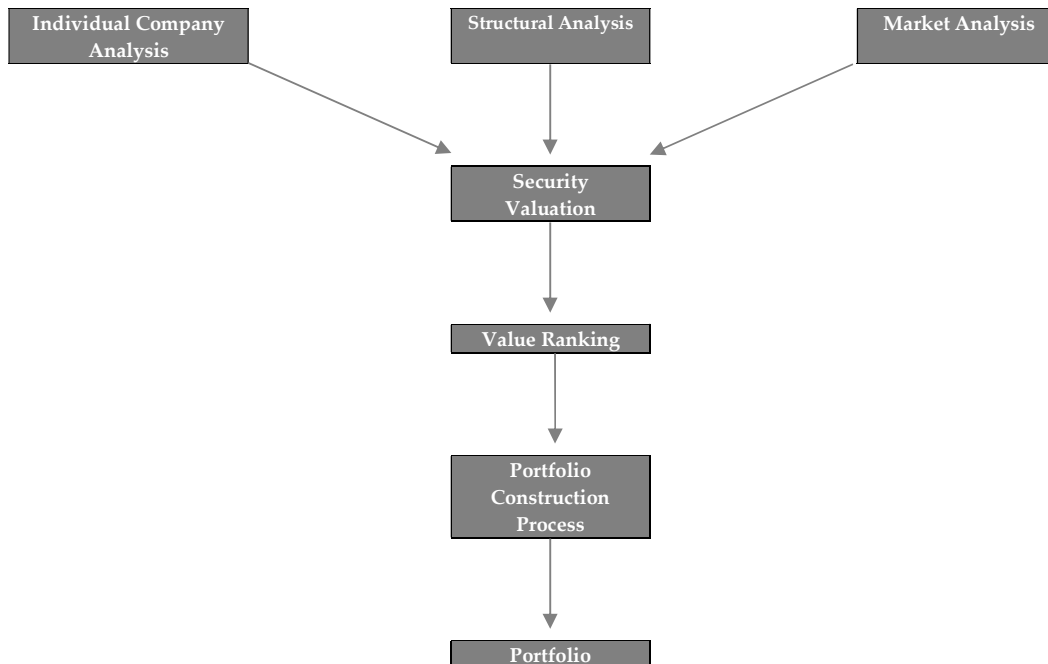 Individual Company
Analysis
Structural Analysis
Market Analysis
Security
Valuation
Value Ranking
Portfolio
Construction
Process
Portfolio